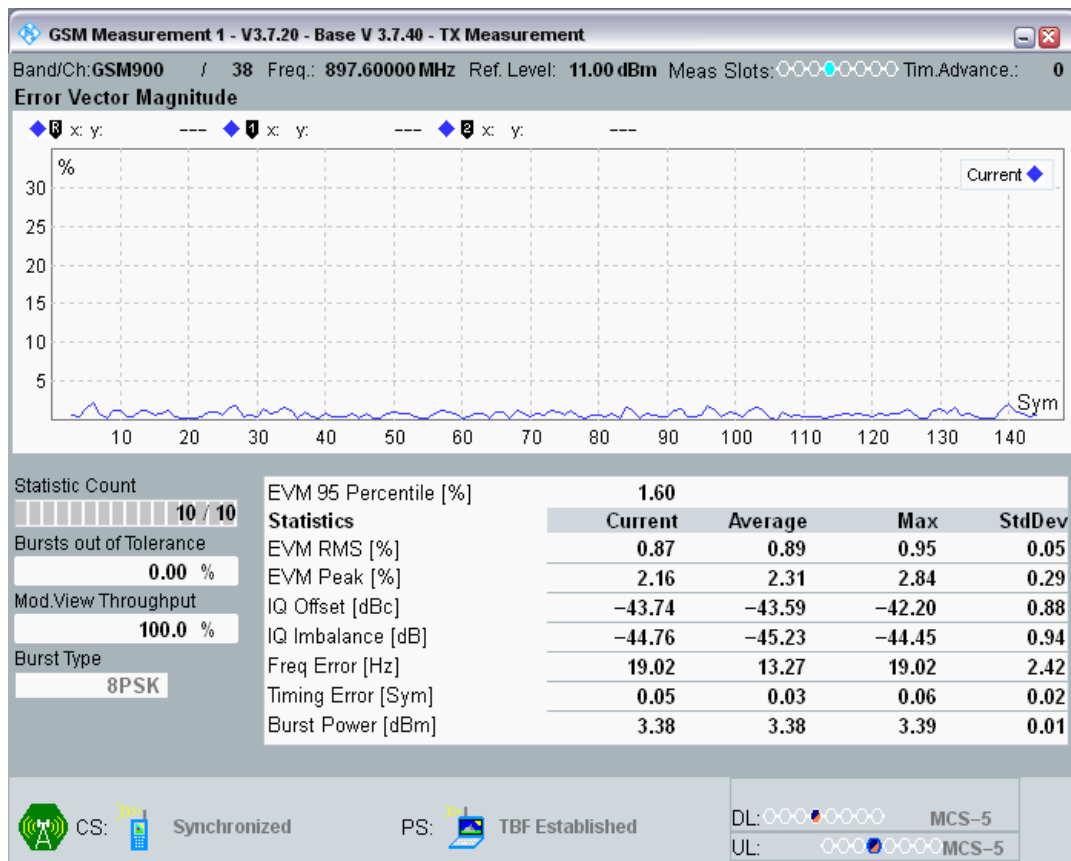 GSM Measurement 1 - V3.7.20 - Base V 3.7.40 - TX Measurement
Band/Ch:GSM900 / 38 Freq.: 897.60000 MHz Ref. Level: 11.00 dBm Meas Slots: Tim.Advance.: 0
Error Vector Magnitude
R x: y: --- 1 x: y: --- 2 x: y: ---
%
Current
30
25
20
15
10
5
Sym
10 20 30 40 50 60 70 80 90 100 110 120 130 140
Statistic Count
10 / 10
Bursts out of Tolerance
0.00 %
Mod.View Throughput
100.0 %
Burst Type
8PSK
EVM 95 Percentile [%] 1.60
Statistics Current Average Max StdDev
EVM RMS [%] 0.87 0.89 0.95 0.05
EVM Peak [%] 2.16 2.31 2.84 0.29
IQ Offset [dBc] −43.74 −43.59 −42.20 0.88
IQ Imbalance [dB] −44.76 −45.23 −44.45 0.94
Freq Error [Hz] 19.02 13.27 19.02 2.42
Timing Error [Sym] 0.05 0.03 0.06 0.02
Burst Power [dBm] 3.38 3.38 3.39 0.01
CS: Synchronized PS: TBF Established
DL: MCS−5
UL: MCS−5